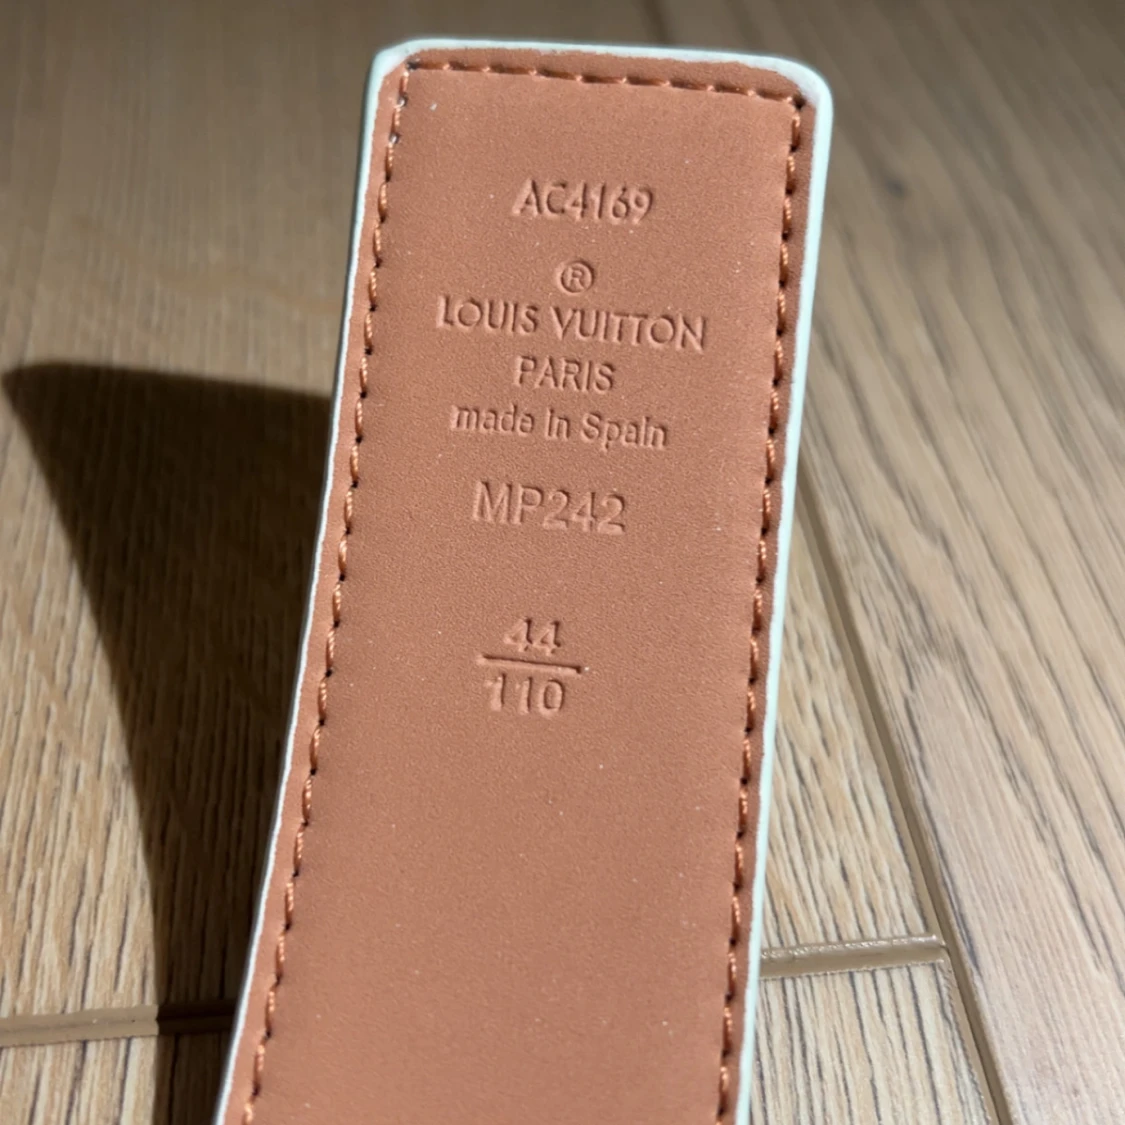 AC4169
®
LOUIS VUITTON
PARIS
made in Spain
MP242
44
110